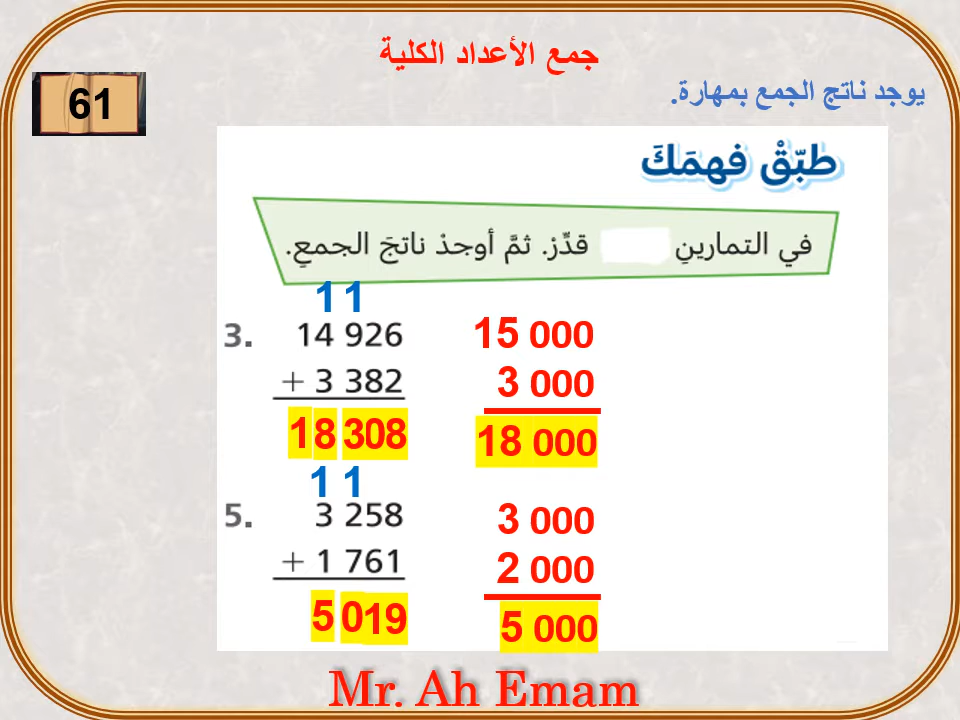 جمع الأعداد الكلية
يوجد ناتج الجمع بمهارة.
61
طبّقْ فهمَكَ
في التمارينِ قدِّرْ. ثمَّ أوجدْ ناتجَ الجمعِ.
1 1
3. 14 926 15 000
+ 3 382 3 000
18 308 18 000
1 1
5. 3 258 3 000
+ 1 761 2 000
5 019 5 000
Mr. Ah Emam